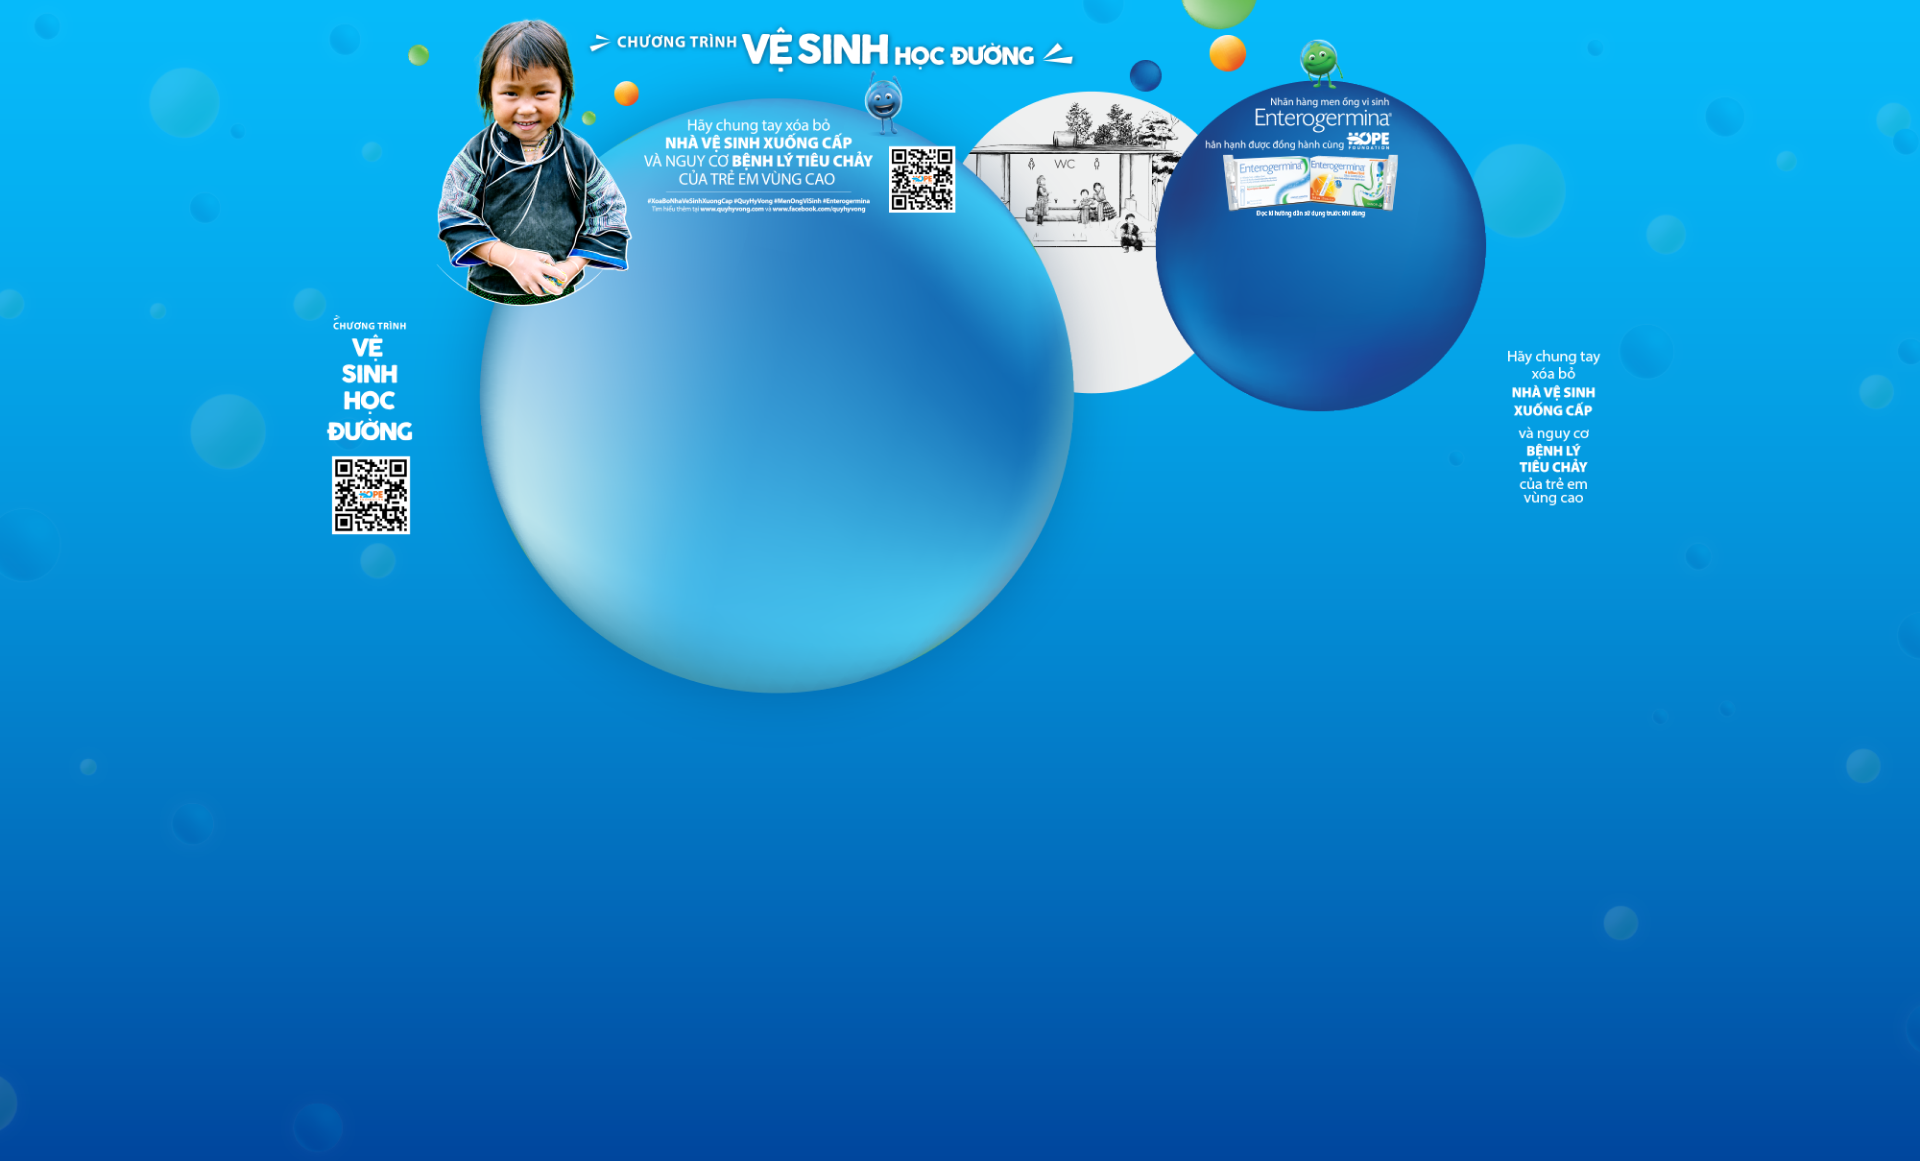 CHƯƠNG TRÌNH VỆ SINH HỌC ĐƯỜNG
Hãy chung tay xóa bỏ
NHÀ VỆ SINH XUỐNG CẤP
VÀ NGUY CƠ BỆNH LÝ TIÊU CHẢY
CỦA TRẺ EM VÙNG CAO
#XoaBoNhaVeSinhXuongCap #QuyHyVong #MenOngViSinh #Enterogermina
Tìm hiểu thêm tại www.quyhyvong.com và www.facebook.com/quyhyvong
HOPE
WC
Nhãn hàng men ống vi sinh
Enterogermina®
hân hạnh được đồng hành cùng HOPE
FOUNDATION
Enterogermina
Enterogermina
Đọc kĩ hướng dẫn sử dụng trước khi dùng
CHƯƠNG TRÌNH
VỆ
SINH
HỌC
ĐƯỜNG
HOPE
Hãy chung tay
xóa bỏ
NHÀ VỆ SINH
XUỐNG CẤP
và nguy cơ
BỆNH LÝ
TIÊU CHẢY
của trẻ em
vùng cao